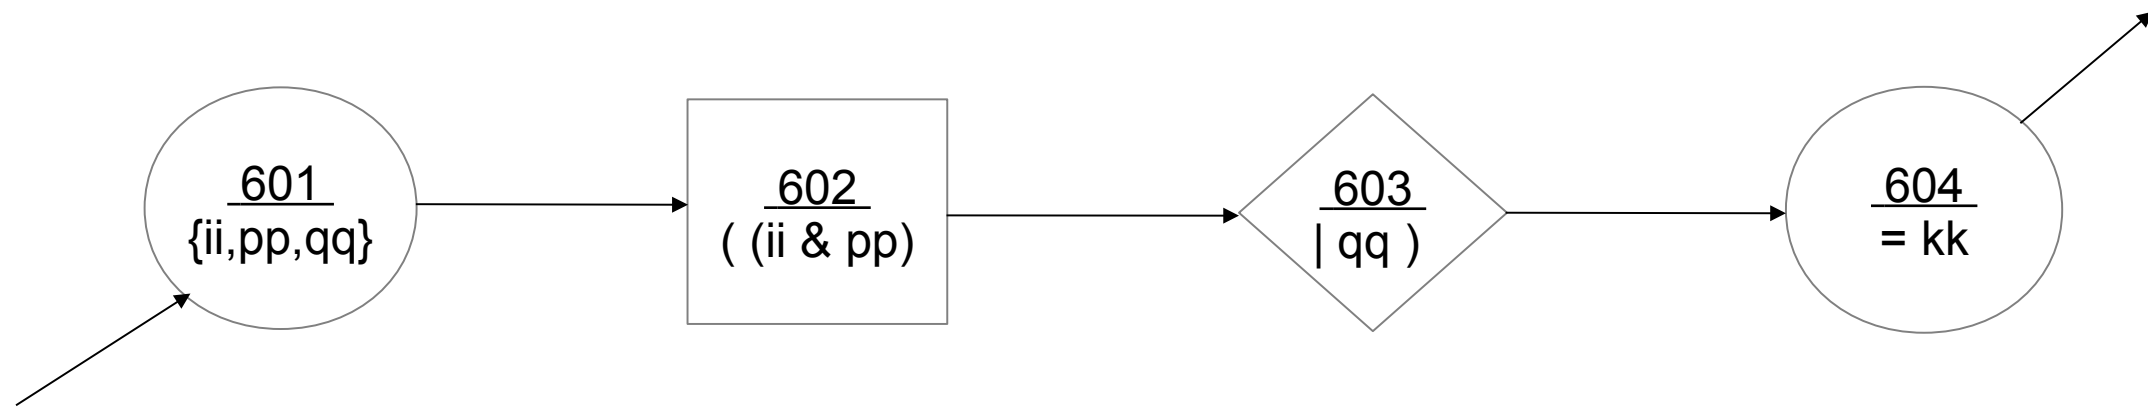 601
{ii,pp,qq}
602
( (ii & pp)
603
| qq )
604
= kk